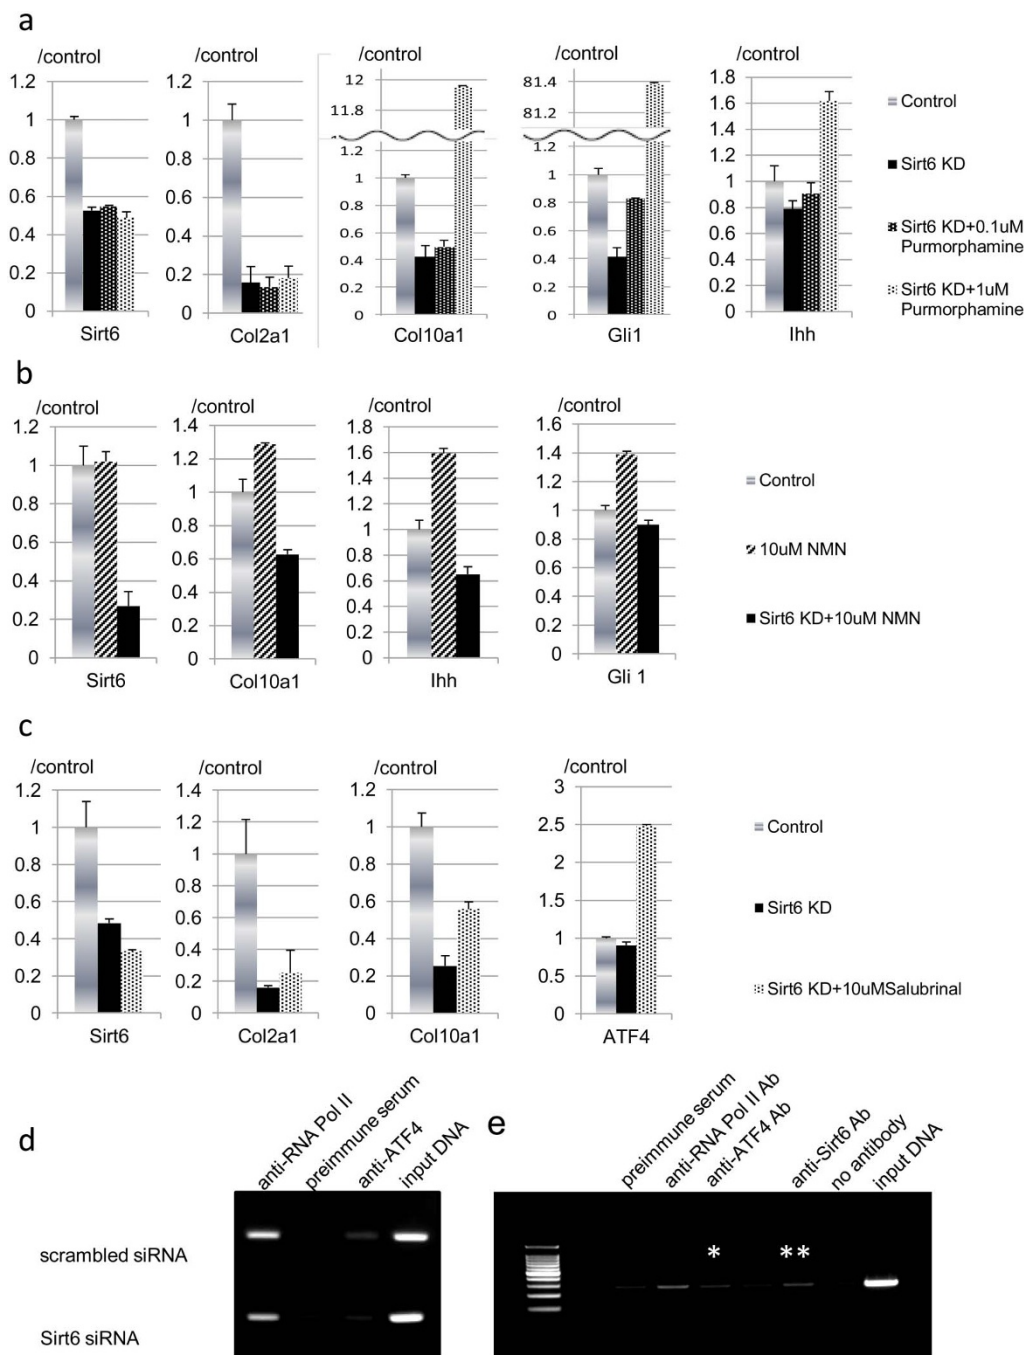 a
/control
/control
/control
/control
/control
1.2
1
0.8
0.6
0.4
0.2
0
Sirt6
1.2
1
0.8
0.6
0.4
0.2
0
Col2a1
12
11.8
1.2
1
0.8
0.6
0.4
0.2
0
Col10a1
81.4
81.2
1.2
1
0.8
0.6
0.4
0.2
0
Gli1
1.8
1.6
1.4
1.2
1
0.8
0.6
0.4
0.2
0
Ihh
Control
Sirt6 KD
Sirt6 KD+0.1uM
Purmorphamine
Sirt6 KD+1uM
Purmorphamine
b
/control
/control
/control
/control
1.2
1
0.8
0.6
0.4
0.2
0
Sirt6
1.4
1.2
1
0.8
0.6
0.4
0.2
0
Col10a1
1.8
1.6
1.4
1.2
1
0.8
0.6
0.4
0.2
0
Ihh
1.6
1.4
1.2
1
0.8
0.6
0.4
0.2
0
Gli 1
Control
10uM NMN
Sirt6 KD+10uM NMN
c
/control
/control
/control
/control
1.2
1
0.8
0.6
0.4
0.2
0
Sirt6
1.4
1.2
1
0.8
0.6
0.4
0.2
0
Col2a1
1.2
1
0.8
0.6
0.4
0.2
0
Col10a1
3
2.5
2
1.5
1
0.5
0
ATF4
Control
Sirt6 KD
Sirt6 KD+10uMSalubrinal
d
anti-RNA Pol II
preimmune serum
anti-ATF4
input DNA
scrambled siRNA
Sirt6 siRNA
e
preimmune serum
anti-RNA Pol II Ab
anti-ATF4 Ab
anti-Sirt6 Ab
no antibody
input DNA
*
**